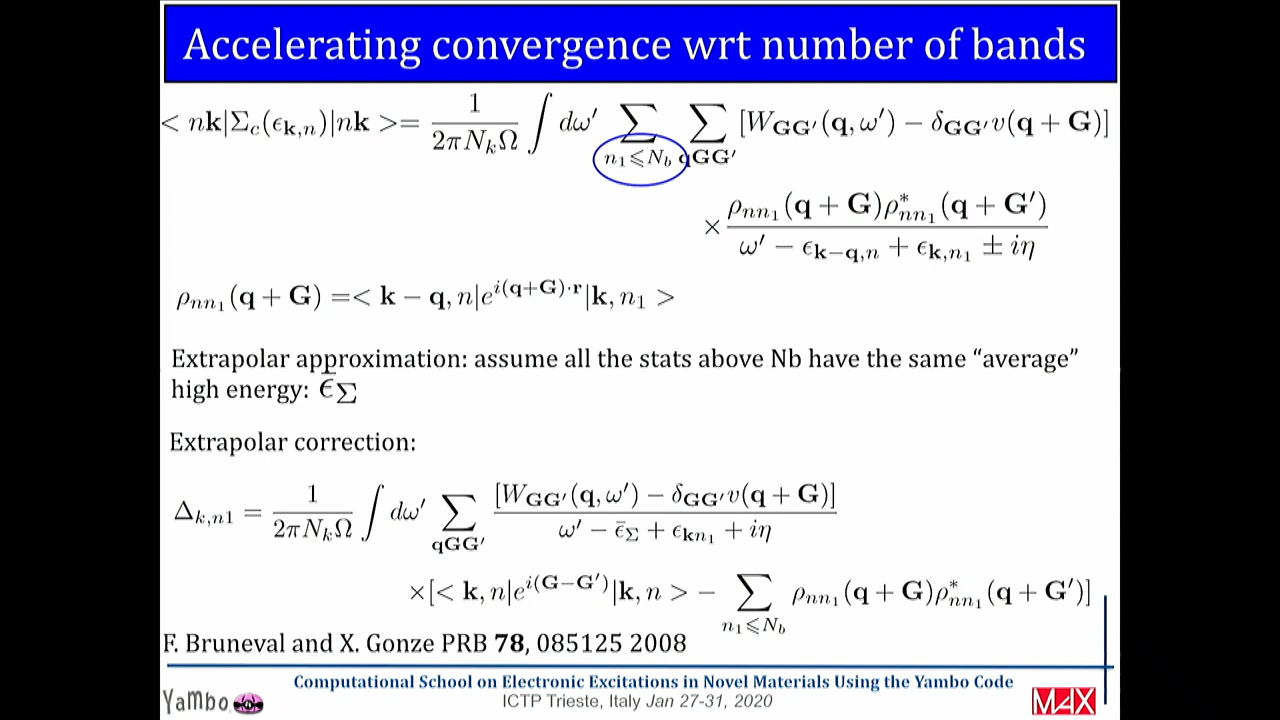 Accelerating convergence wrt number of bands
< nk|Σ_c(ϵ_{k,n})|nk >= \frac{1}{2πN_kΩ} ∫ dω′ ∑_{n_1⩽N_b} ∑_{qGG′} [W_{GG′}(q, ω′) − δ_{GG′}v(q + G)]
× \frac{ρ_{nn_1}(q + G)ρ^*_{nn_1}(q + G′)}{ω′ − ϵ_{k−q,n} + ϵ_{k,n_1} ± iη}
ρ_{nn_1}(q + G) =< k − q, n|e^{i(q+G)·r}|k, n_1 >
Extrapolar approximation: assume all the stats above Nb have the same “average”
high energy: ϵ̄_Σ
Extrapolar correction:
Δ_{k,n1} = \frac{1}{2πN_kΩ} ∫ dω′ ∑_{qGG′} \frac{[W_{GG′}(q, ω′) − δ_{GG′}v(q + G)]}{ω′ − ϵ̄_Σ + ϵ_{kn_1} + iη}
×[< k, n|e^{i(G−G′)}|k, n > − ∑_{n_1⩽N_b} ρ_{nn_1}(q + G)ρ^*_{nn_1}(q + G′)]
F. Bruneval and X. Gonze PRB 78, 085125 2008
Computational School on Electronic Excitations in Novel Materials Using the Yambo Code
ICTP Trieste, Italy Jan 27-31, 2020
Yambo
MAX